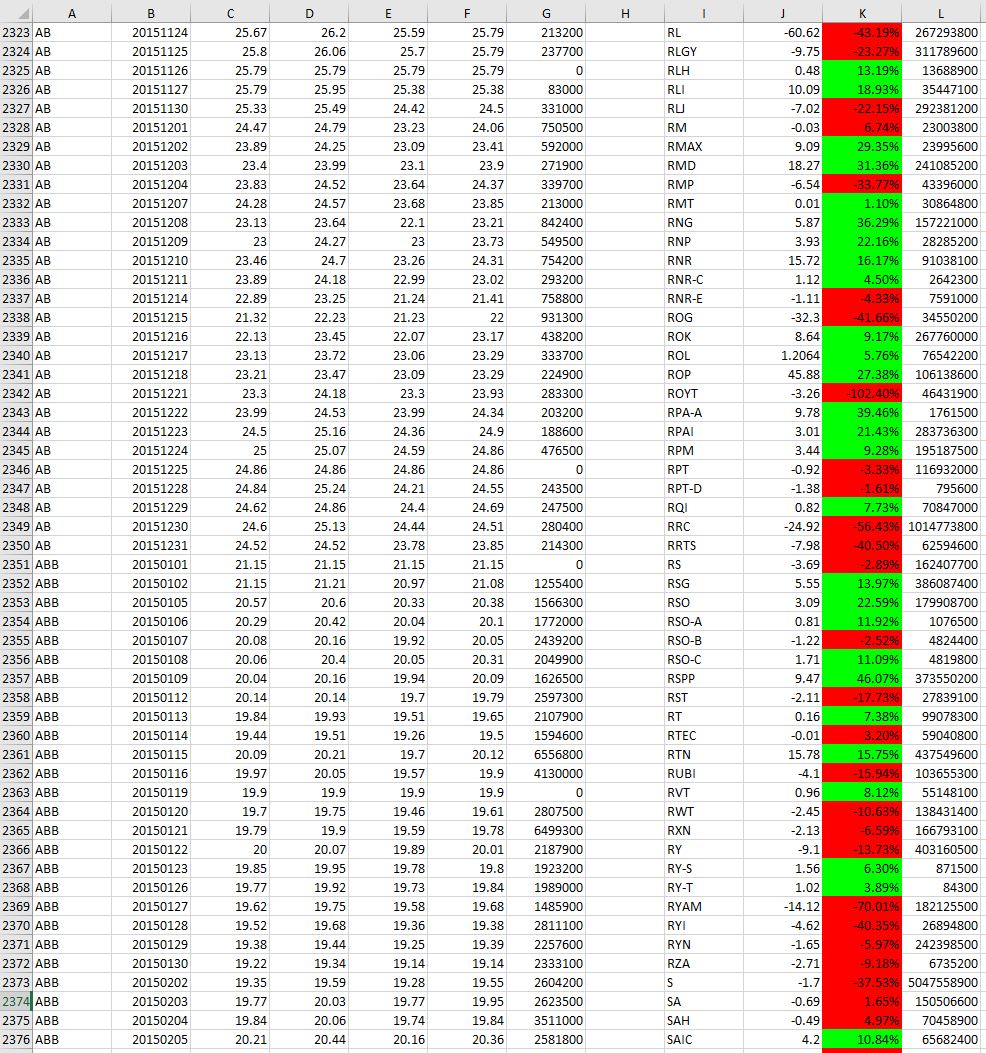 A B C D E F G H I J K L
2323 AB 20151124 25.67 26.2 25.59 25.79 213200 RL -60.62 -43.19% 267293800
2324 AB 20151125 25.8 26.06 25.7 25.79 237700 RLGY -9.75 -23.27% 311789600
2325 AB 20151126 25.79 25.79 25.79 25.79 0 RLH 0.48 13.19% 13688900
2326 AB 20151127 25.79 25.95 25.38 25.38 83000 RLI 10.09 18.93% 35447100
2327 AB 20151130 25.33 25.49 24.42 24.5 331000 RLJ -7.02 -22.15% 292381200
2328 AB 20151201 24.47 24.79 23.23 24.06 750500 RM -0.03 6.74% 23003800
2329 AB 20151202 23.89 24.25 23.09 23.41 592000 RMAX 9.09 29.35% 23995600
2330 AB 20151203 23.4 23.99 23.1 23.9 271900 RMD 18.27 31.36% 241085200
2331 AB 20151204 23.83 24.52 23.64 24.37 339700 RMP -6.54 -33.77% 43396000
2332 AB 20151207 24.28 24.57 23.68 23.85 213000 RMT 0.01 1.10% 30864800
2333 AB 20151208 23.13 23.64 22.1 23.21 842400 RNG 5.87 36.29% 157221000
2334 AB 20151209 23 24.27 23 23.73 549500 RNP 3.93 22.16% 28285200
2335 AB 20151210 23.46 24.7 23.26 24.31 754200 RNR 15.72 16.17% 91038100
2336 AB 20151211 23.89 24.18 22.99 23.02 293200 RNR-C 1.12 4.50% 2642300
2337 AB 20151214 22.89 23.25 21.24 21.41 758800 RNR-E -1.11 -4.33% 7591000
2338 AB 20151215 21.32 22.23 21.23 22 931300 ROG -32.3 -41.66% 34550200
2339 AB 20151216 22.13 23.45 22.07 23.17 438200 ROK 8.64 9.17% 267760000
2340 AB 20151217 23.13 23.72 23.06 23.29 333700 ROL 1.2064 5.76% 76542200
2341 AB 20151218 23.21 23.47 23.09 23.29 224900 ROP 45.88 27.38% 106138600
2342 AB 20151221 23.3 24.18 23.3 23.93 283300 ROYT -3.26 -102.40% 46431900
2343 AB 20151222 23.99 24.53 23.99 24.34 203200 RPA-A 9.78 39.46% 1761500
2344 AB 20151223 24.5 25.16 24.36 24.9 188600 RPAI 3.01 21.43% 283736300
2345 AB 20151224 25 25.07 24.59 24.86 476500 RPM 3.44 9.28% 195187500
2346 AB 20151225 24.86 24.86 24.86 24.86 0 RPT -0.92 -3.33% 116932000
2347 AB 20151228 24.84 25.24 24.21 24.55 243500 RPT-D -1.38 -1.61% 795600
2348 AB 20151229 24.62 24.86 24.4 24.69 247500 RQI 0.82 7.73% 70847000
2349 AB 20151230 24.6 25.13 24.44 24.51 280400 RRC -24.92 -56.43% 1014773800
2350 AB 20151231 24.52 24.52 23.78 23.85 214300 RRTS -7.98 -40.50% 62594600
2351 ABB 20150101 21.15 21.15 21.15 21.15 0 RS -3.69 -2.89% 162407700
2352 ABB 20150102 21.15 21.21 20.97 21.08 1255400 RSG 5.55 13.97% 386087400
2353 ABB 20150105 20.57 20.6 20.33 20.38 1566300 RSO 3.09 22.59% 179908700
2354 ABB 20150106 20.29 20.42 20.04 20.1 1772000 RSO-A 0.81 11.92% 1076500
2355 ABB 20150107 20.08 20.16 19.92 20.05 2439200 RSO-B -1.22 -2.52% 4824400
2356 ABB 20150108 20.06 20.4 20.05 20.31 2049900 RSO-C 1.71 11.09% 4819800
2357 ABB 20150109 20.04 20.16 19.94 20.09 1626500 RSPP 9.47 46.07% 373550200
2358 ABB 20150112 20.14 20.14 19.7 19.79 2597300 RST -2.11 -17.73% 27839100
2359 ABB 20150113 19.84 19.93 19.51 19.65 2107900 RT 0.16 7.38% 99078300
2360 ABB 20150114 19.44 19.51 19.26 19.5 1594600 RTEC -0.01 3.20% 59040800
2361 ABB 20150115 20.09 20.21 19.7 20.12 6556800 RTN 15.78 15.75% 437549600
2362 ABB 20150116 19.97 20.05 19.57 19.9 4130000 RUBI -4.1 -15.94% 103655300
2363 ABB 20150119 19.9 19.9 19.9 19.9 0 RVT 0.96 8.12% 55148100
2364 ABB 20150120 19.7 19.75 19.46 19.61 2807500 RWT -2.45 -10.63% 138431400
2365 ABB 20150121 19.79 19.9 19.59 19.78 6499300 RXN -2.13 -6.59% 166793100
2366 ABB 20150122 20 20.07 19.89 20.01 2187900 RY -9.1 -13.73% 403160500
2367 ABB 20150123 19.85 19.95 19.78 19.8 1923200 RY-S 1.56 6.30% 871500
2368 ABB 20150126 19.77 19.92 19.73 19.84 1989000 RY-T 1.02 3.89% 84300
2369 ABB 20150127 19.62 19.75 19.58 19.68 1485900 RYAM -14.12 -70.01% 182125500
2370 ABB 20150128 19.52 19.68 19.36 19.38 2811100 RYI -4.62 -40.35% 26894800
2371 ABB 20150129 19.38 19.44 19.25 19.39 2257600 RYN -1.65 -5.97% 242398500
2372 ABB 20150130 19.22 19.34 19.14 19.14 2333100 RZA -2.71 -9.18% 6735200
2373 ABB 20150202 19.35 19.59 19.28 19.55 2604200 S -1.7 -37.53% 5047558900
2374 ABB 20150203 19.77 20.03 19.77 19.95 2623500 SA -0.69 1.65% 150506600
2375 ABB 20150204 19.84 20.06 19.74 19.84 3511000 SAH -0.49 4.97% 70458900
2376 ABB 20150205 20.21 20.44 20.16 20.36 2581800 SAIC 4.2 10.84% 65682400